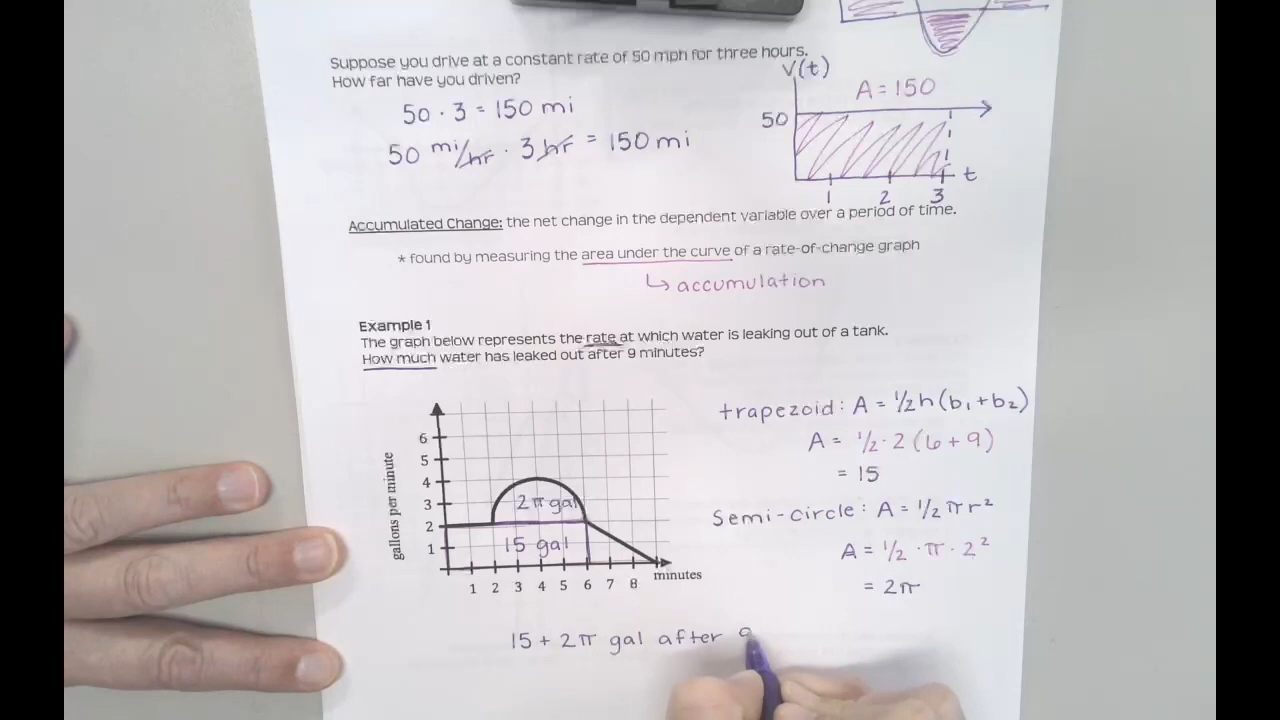 Suppose you drive at a constant rate of 50 mph for three hours.
How far have you driven?
50 · 3 = 150 mi
50 mi/hr · 3 hr = 150 mi
V(t)
A = 150
50
t
1 2 3
Accumulated Change: the net change in the dependent variable over a period of time.
* found by measuring the area under the curve of a rate-of-change graph
↳ accumulation
Example 1
The graph below represents the rate at which water is leaking out of a tank.
How much water has leaked out after 9 minutes?
gallons per minute
6
5
4
3
2
1
2π gal
15 gal
1 2 3 4 5 6 7 8
minutes
trapezoid: A = ½h(b₁+b₂)
A = ½·2(6+9)
= 15
Semi-circle: A = ½πr²
A = ½·π·2²
= 2π
15 + 2π gal after